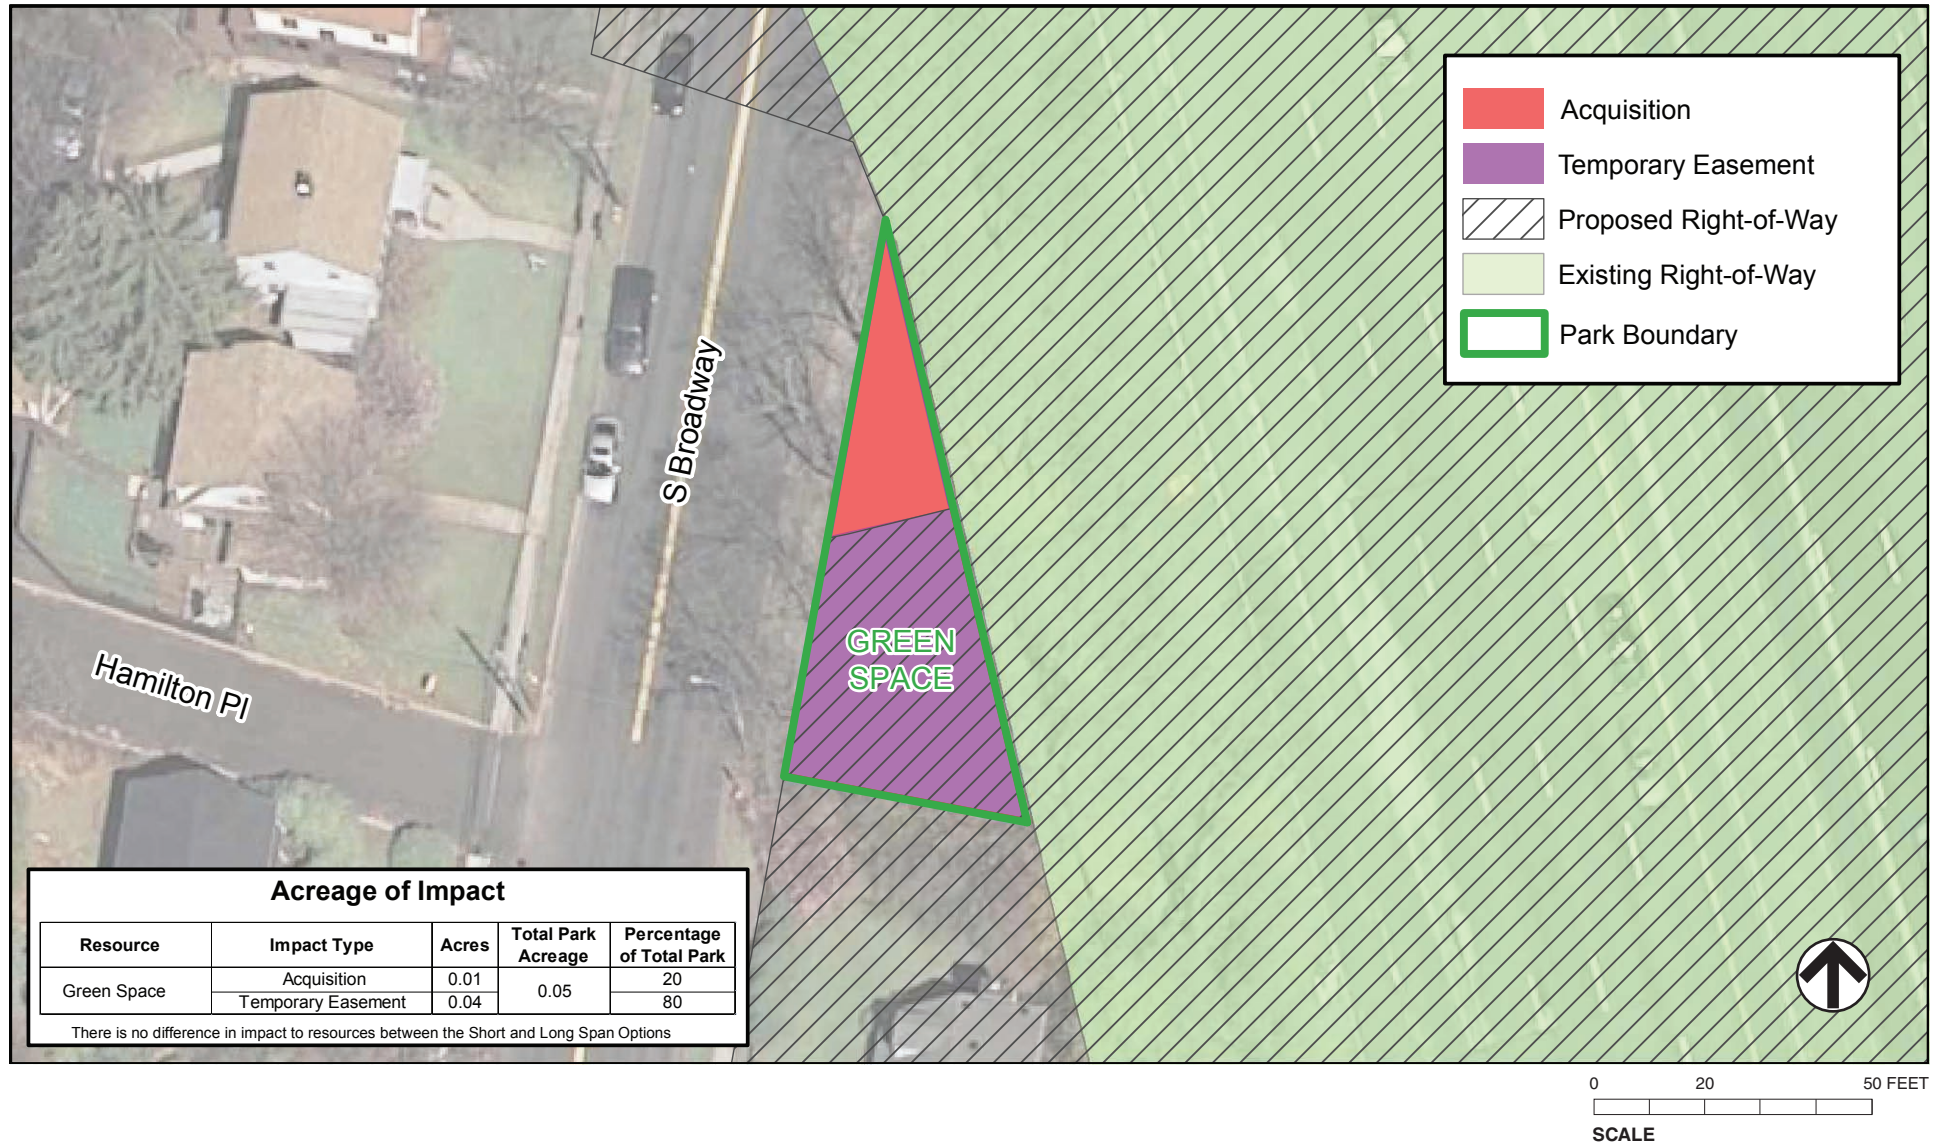 Acquisition
Temporary Easement
Proposed Right-of-Way
Existing Right-of-Way
Park Boundary
S Broadway
GREEN
SPACE
Hamilton Pl
Acreage of Impact
Resource Impact Type Acres Total Park Acreage Percentage of Total Park
Green Space Acquisition 0.01 0.05 20
Temporary Easement 0.04 80
There is no difference in impact to resources between the Short and Long Span Options
0 20 50 FEET
SCALE